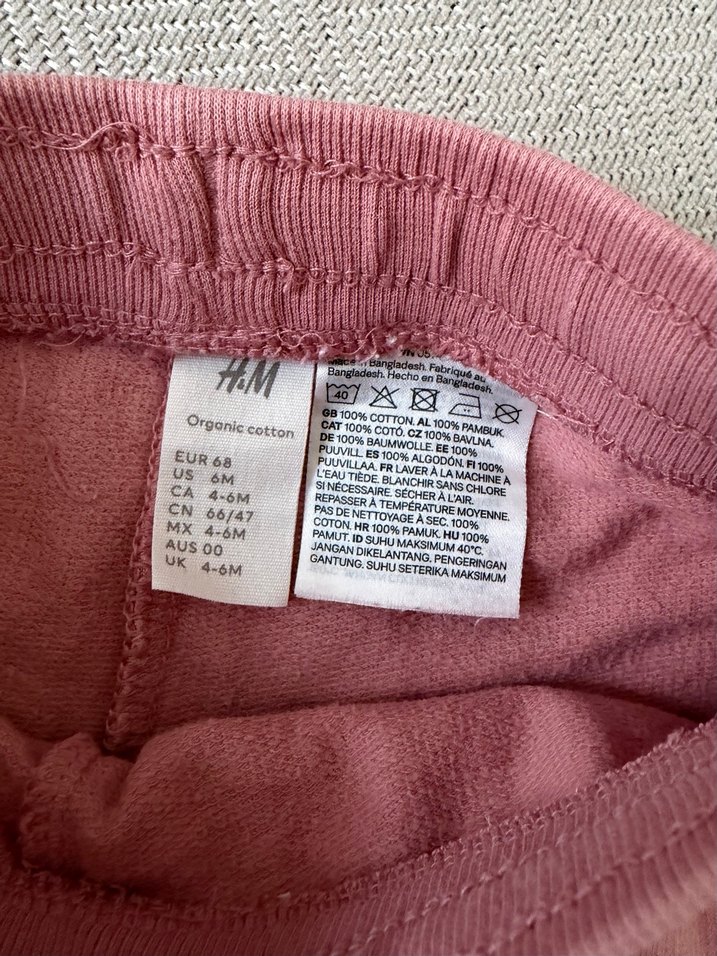 H&M
Organic cotton
EUR 68
US 6M
CA 4-6M
CN 66/47
MX 4-6M
AUS 00
UK 4-6M
Made in Bangladesh. Fabriqué au
Bangladesh. Hecho en Bangladesh.
40
GB 100% COTTON. AL 100% PAMBUK.
CAT 100% COTÓ. CZ 100% BAVLNA.
DE 100% BAUMWOLLE. EE 100%
PUUVILL. ES 100% ALGODÓN. FI 100%
PUUVILLAA. FR LAVER À LA MACHINE À
L'EAU TIÈDE. BLANCHIR SANS CHLORE
SI NÉCESSAIRE. SÉCHER À L'AIR.
REPASSER À TEMPÉRATURE MOYENNE.
PAS DE NETTOYAGE À SEC. 100%
COTON. HR 100% PAMUK. HU 100%
PAMUT. ID SUHU MAKSIMUM 40°C.
JANGAN DIKELANTANG. PENGERINGAN
GANTUNG. SUHU SETERIKA MAKSIMUM